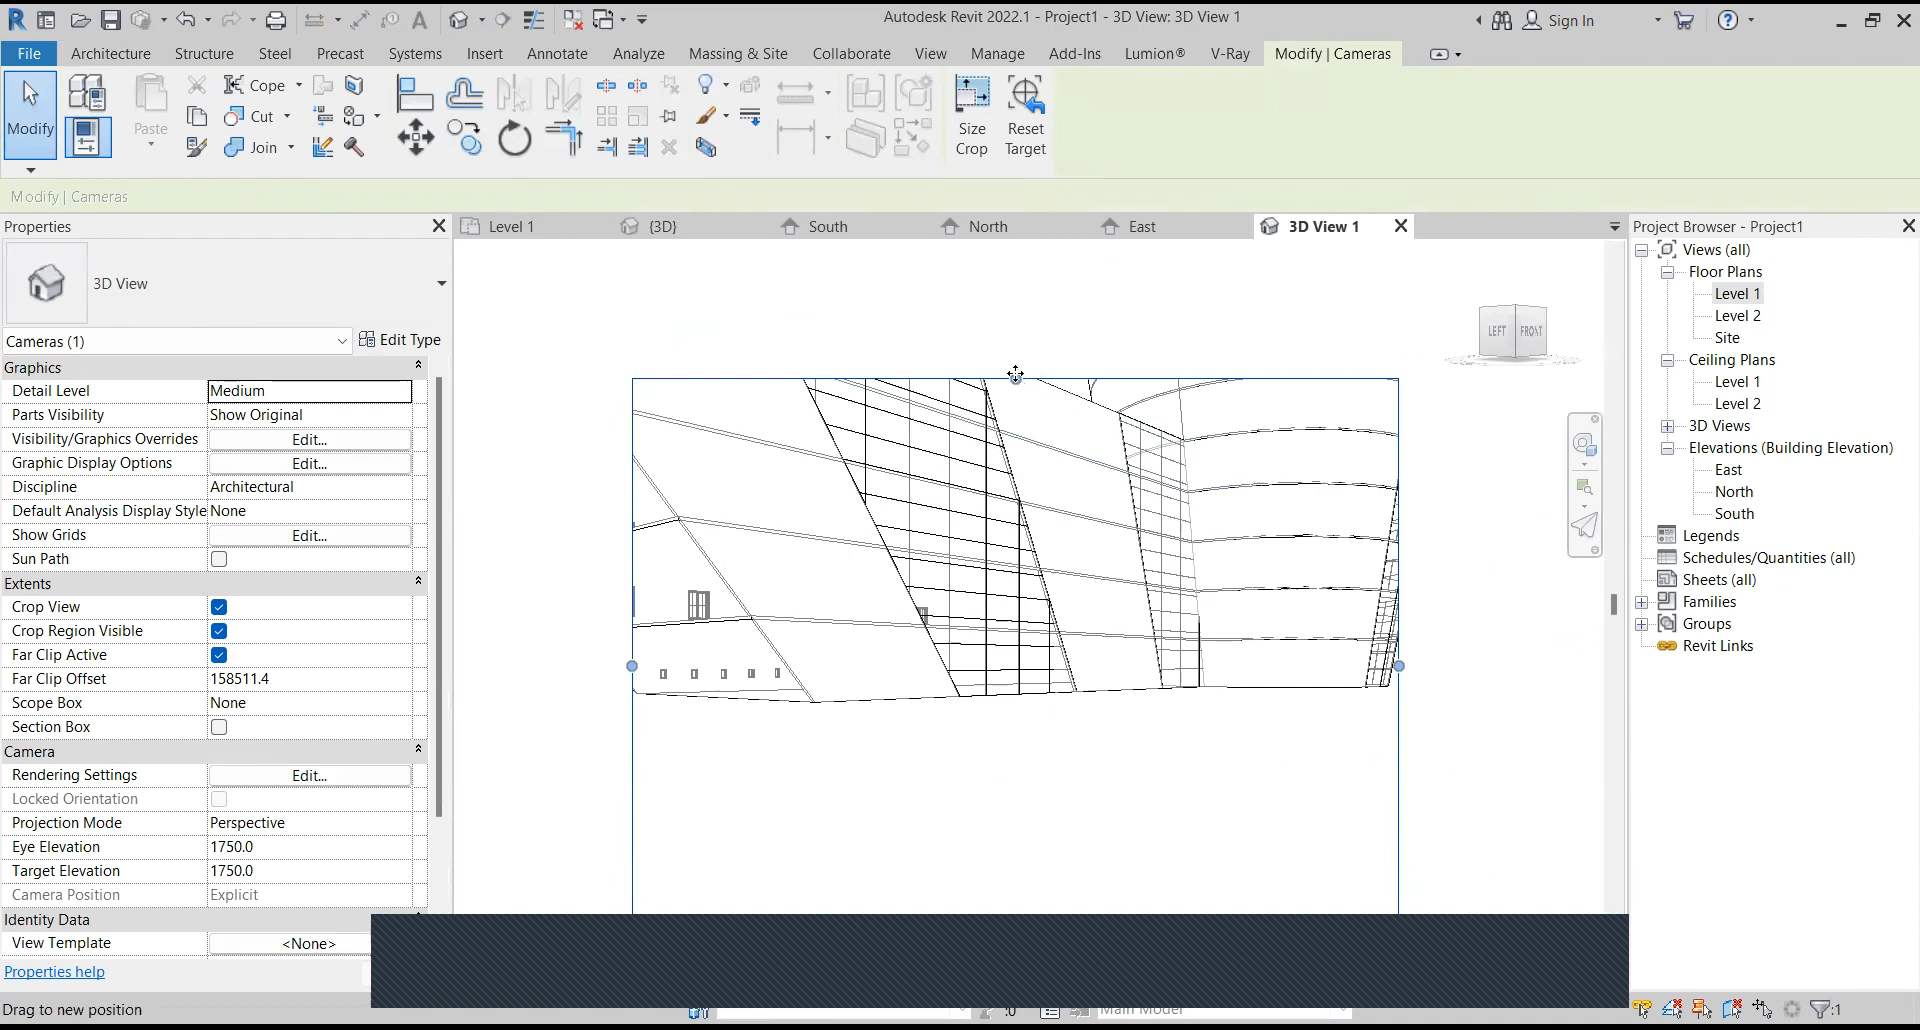 Autodesk Revit 2022.1 - Project1 - 3D View: 3D View 1
Sign In
File Architecture Structure Steel Precast Systems Insert Annotate Analyze Massing & Site Collaborate View Manage Add-Ins Lumion® V-Ray Modify | Cameras
Modify
Paste
Cope
Cut
Join
Size Crop
Reset Target
Modify | Cameras
Properties
3D View
Cameras (1)
Edit Type
Graphics
Detail Level Medium
Parts Visibility Show Original
Visibility/Graphics Overrides Edit...
Graphic Display Options Edit...
Discipline Architectural
Default Analysis Display Style None
Show Grids Edit...
Sun Path
Extents
Crop View
Crop Region Visible
Far Clip Active
Far Clip Offset 158511.4
Scope Box None
Section Box
Camera
Rendering Settings Edit...
Locked Orientation
Projection Mode Perspective
Eye Elevation 1750.0
Target Elevation 1750.0
Camera Position Explicit
Identity Data
View Template <None>
Properties help
Level 1 {3D} South North East 3D View 1
LEFT FRONT
Project Browser - Project1
Views (all)
Floor Plans
Level 1
Level 2
Site
Ceiling Plans
Level 1
Level 2
3D Views
Elevations (Building Elevation)
East
North
South
Legends
Schedules/Quantities (all)
Sheets (all)
Families
Groups
Revit Links
Drag to new position
:0
Main Model
:1